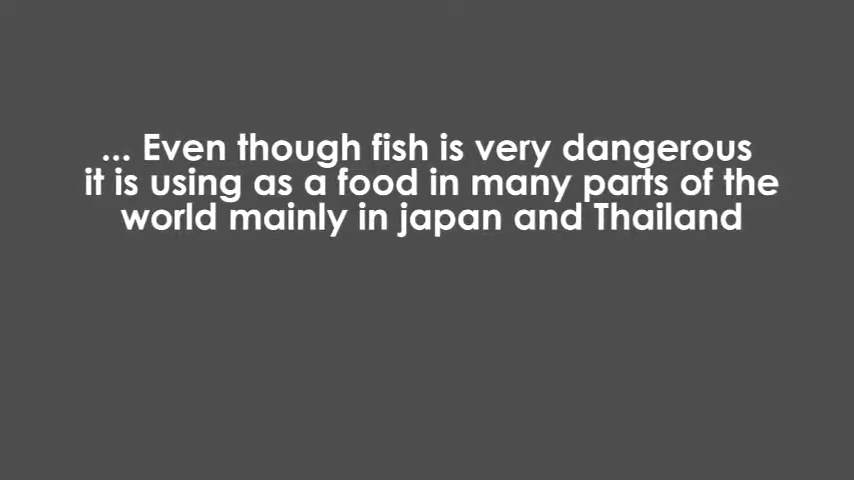 ... Even though fish is very dangerous
it is using as a food in many parts of the
world mainly in japan and Thailand